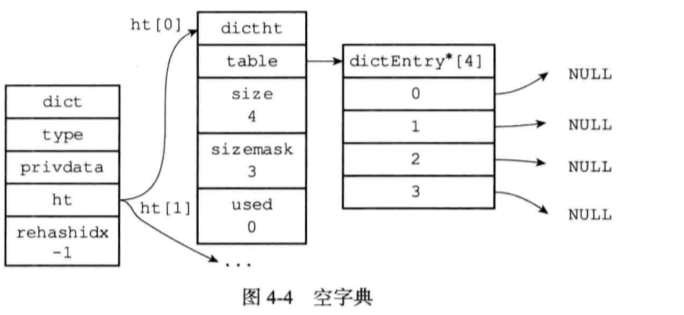 ht[0]
dictht
table
dictEntry*[4]
size
4
0
NULL
dict
1
NULL
type
sizemask
3
2
NULL
privdata
ht
ht[1]
used
0
3
NULL
rehashidx
-1
...
图 4-4 空字典